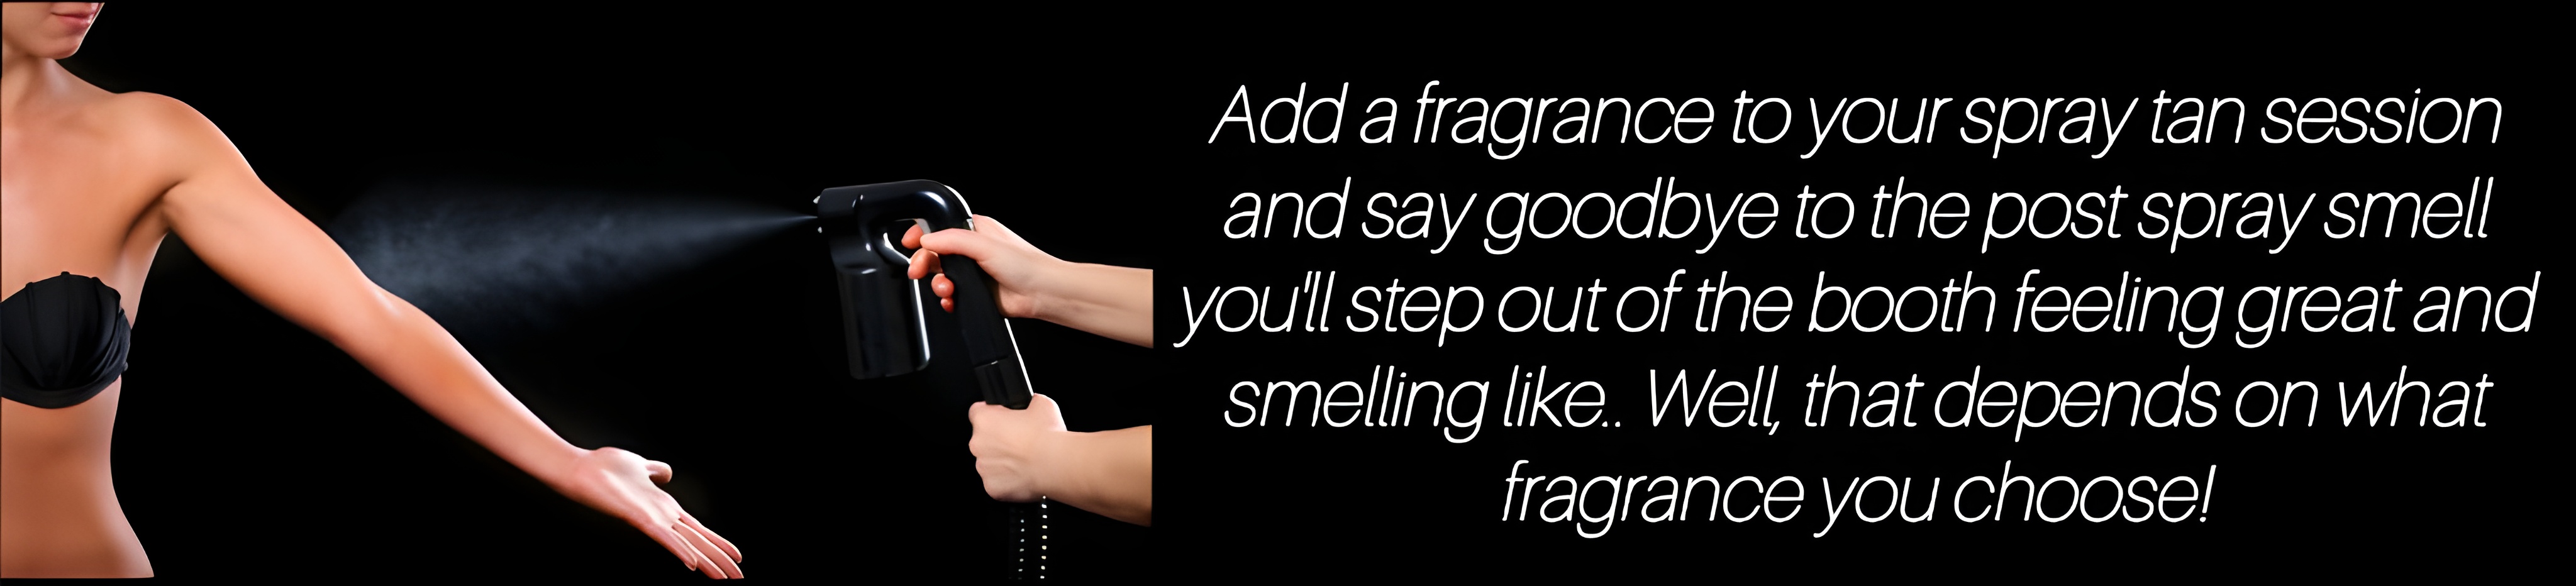 Add a fragrance to your spray tan session
and say goodbye to the post spray smell
you'll step out of the booth feeling great and
smelling like.. Well, that depends on what
fragrance you choose!